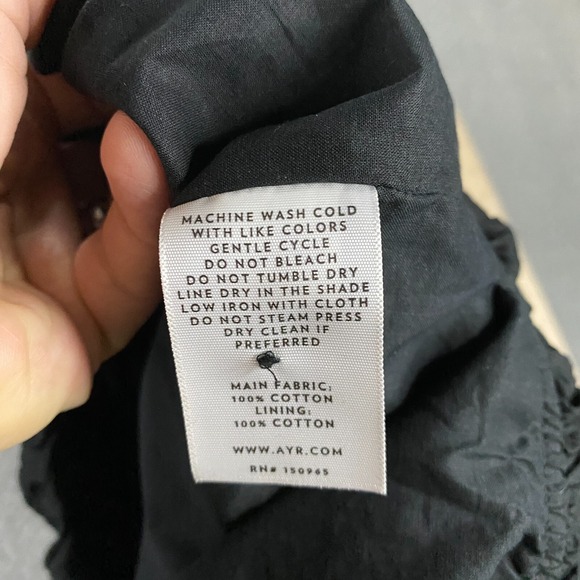 MACHINE WASH COLD
WITH LIKE COLORS
GENTLE CYCLE
DO NOT BLEACH
DO NOT TUMBLE DRY
LINE DRY IN THE SHADE
LOW IRON WITH CLOTH
DO NOT STEAM PRESS
DRY CLEAN IF
PREFERRED
MAIN FABRIC:
100% COTTON
LINING:
100% COTTON
WWW.AYR.COM
RN# 150965